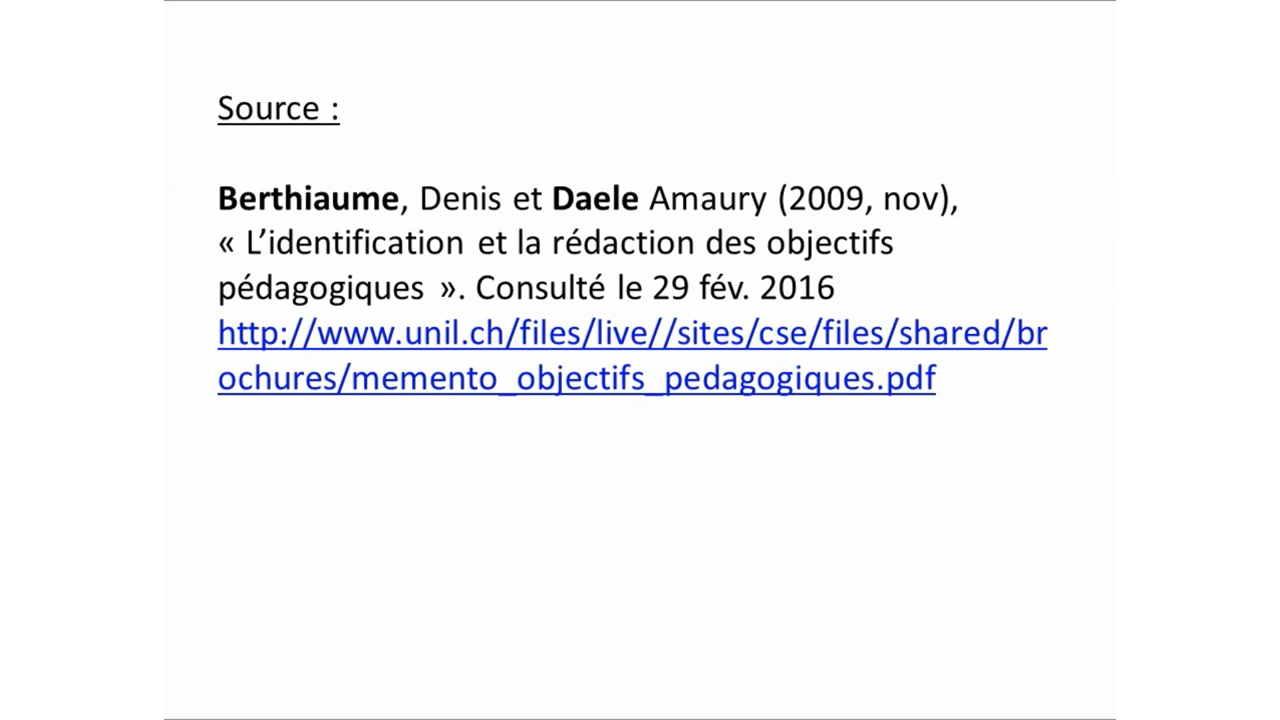 Source :
Berthiaume, Denis et Daele Amaury (2009, nov),
« L’identification et la rédaction des objectifs
pédagogiques ». Consulté le 29 fév. 2016
http://www.unil.ch/files/live//sites/cse/files/shared/br
ochures/memento_objectifs_pedagogiques.pdf